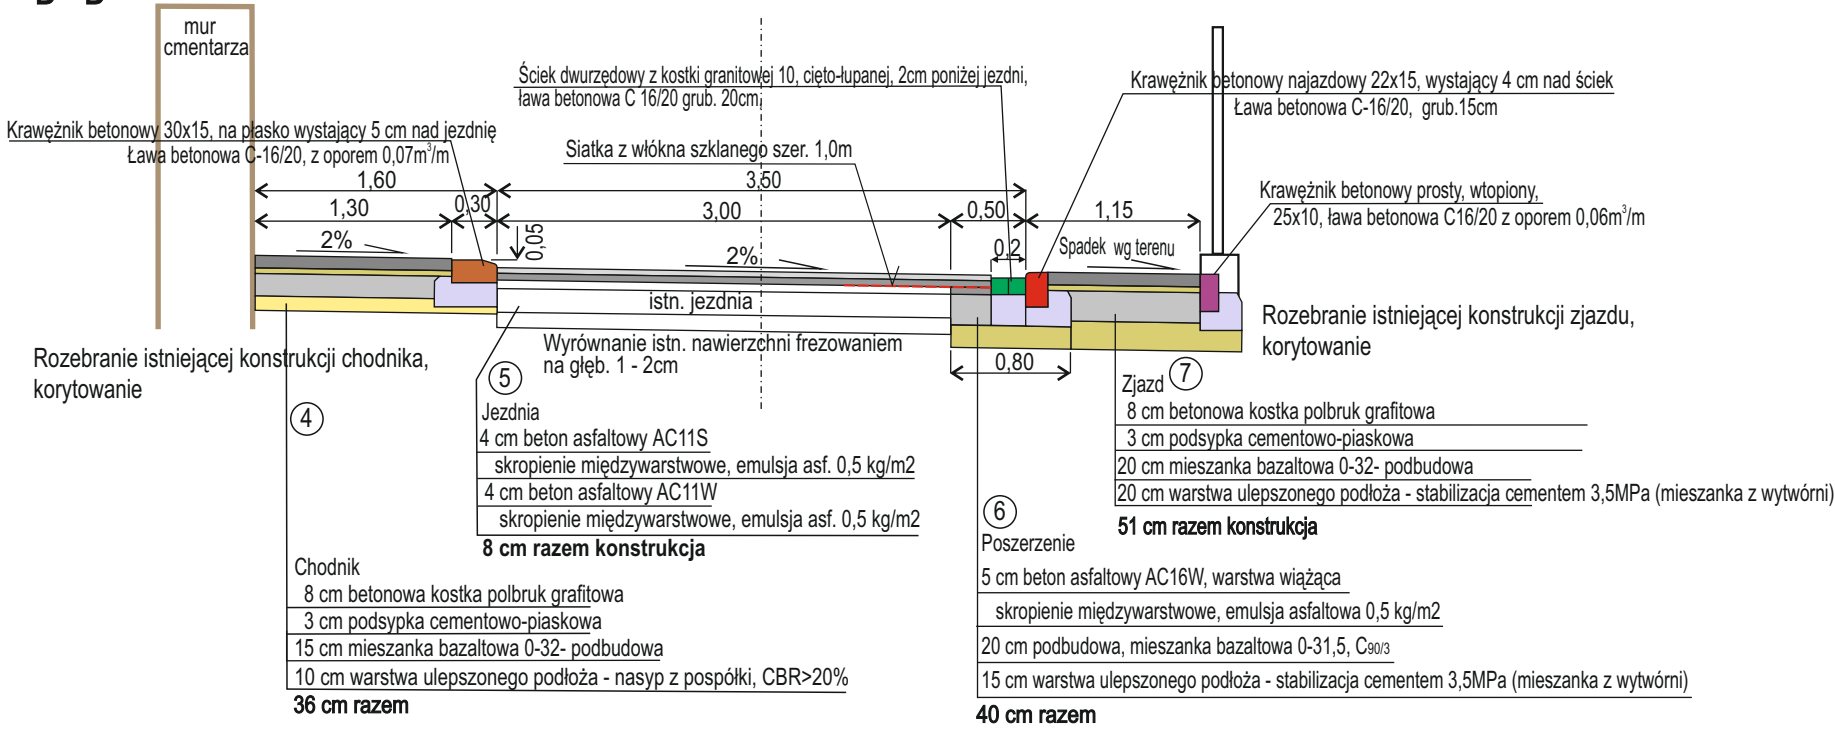 mur
cmentarza
Ściek dwurzędowy z kostki granitowej 10, cięto-łupanej, 2cm poniżej jezdni,
ława betonowa C 16/20 grub. 20cm,
Krawężnik betonowy najazdowy 22x15, wystający 4 cm nad ściek
Ława betonowa C-16/20, grub.15cm
Krawężnik betonowy 30x15, na płasko wystający 5 cm nad jezdnię
Ława betonowa C-16/20, z oporem 0,07m³/m
Siatka z włókna szklanego szer. 1,0m
Krawężnik betonowy prosty, wtopiony,
25x10, ława betonowa C16/20 z oporem 0,06m³/m
1,60
3,50
1,30
0,30
3,00
0,50
1,15
0,05
0,2
2%
2%
Spadek wg terenu
istn. jezdnia
Wyrównanie istn. nawierzchni frezowaniem
na głęb. 1 - 2cm
0,80
Rozebranie istniejącej konstrukcji chodnika,
korytowanie
Rozebranie istniejącej konstrukcji zjazdu,
korytowanie
4
Chodnik
8 cm betonowa kostka polbruk grafitowa
3 cm podsypka cementowo-piaskowa
15 cm mieszanka bazaltowa 0-32- podbudowa
10 cm warstwa ulepszonego podłoża - nasyp z pospółki, CBR>20%
36 cm razem
5
Jezdnia
4 cm beton asfaltowy AC11S
skropienie międzywarstwowe, emulsja asf. 0,5 kg/m2
4 cm beton asfaltowy AC11W
skropienie międzywarstwowe, emulsja asf. 0,5 kg/m2
8 cm razem konstrukcja
6
Poszerzenie
5 cm beton asfaltowy AC16W, warstwa wiążąca
skropienie międzywarstwowe, emulsja asfaltowa 0,5 kg/m2
20 cm podbudowa, mieszanka bazaltowa 0-31,5, C90/3
15 cm warstwa ulepszonego podłoża - stabilizacja cementem 3,5MPa (mieszanka z wytwórni)
40 cm razem
Zjazd 7
8 cm betonowa kostka polbruk grafitowa
3 cm podsypka cementowo-piaskowa
20 cm mieszanka bazaltowa 0-32- podbudowa
20 cm warstwa ulepszonego podłoża - stabilizacja cementem 3,5MPa (mieszanka z wytwórni)
51 cm razem konstrukcja